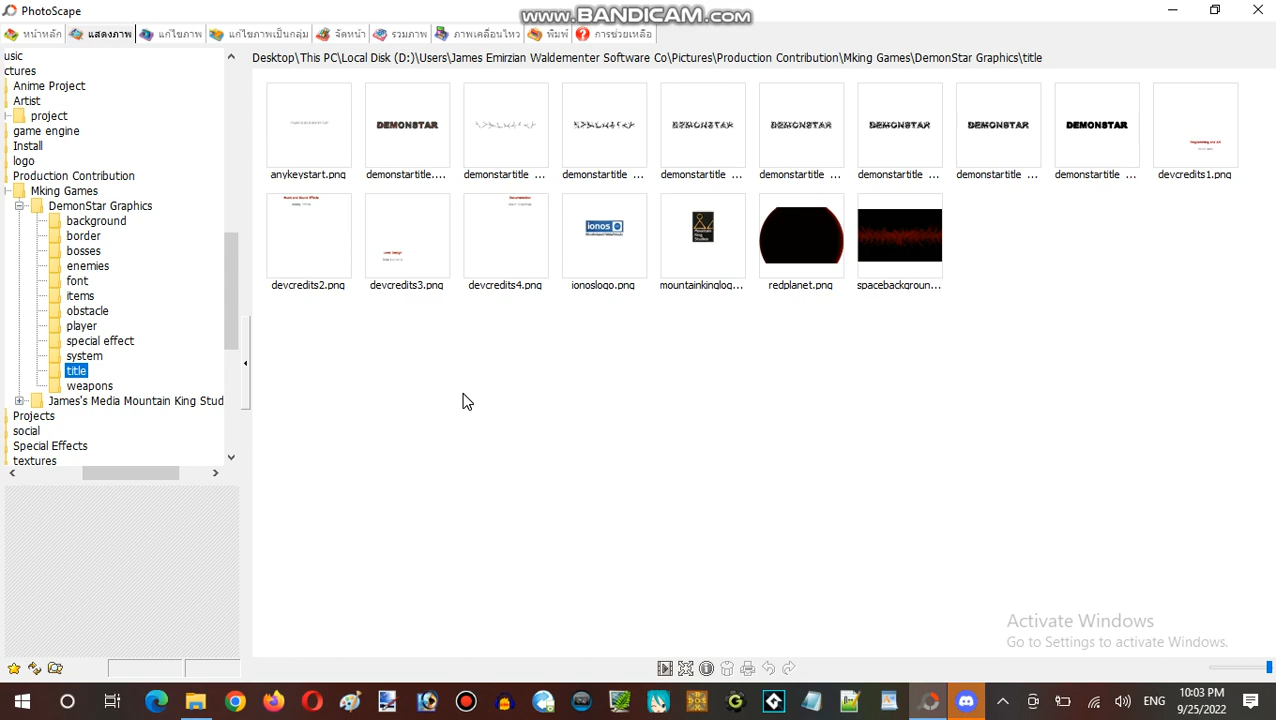 PhotoScape
www.BANDICAM.com
หน้าหลัก
แสดงภาพ
แก้ไขภาพ
แก้ไขภาพเป็นกลุ่ม
จัดหน้า
รวมภาพ
ภาพเคลื่อนไหว
พิมพ์
การช่วยเหลือ
Desktop\This PC\Local Disk (D:)\Users\James Emirzian Waldementer Software Co\Pictures\Production Contribution\Mking Games\DemonStar Graphics\title
usic
ctures
Anime Project
Artist
project
game engine
Install
logo
Production Contribution
Mking Games
DemonStar Graphics
background
border
bosses
enemies
font
items
obstacle
player
special effect
system
title
weapons
James's Media Mountain King Stud
Projects
social
Special Effects
textures
DEMONSTAR
DEMONSTAR
DEMONSTAR
DEMONSTAR
DEMONSTAR
DEMONSTAR
anykeystart.png
demonstartitle....
demonstartitle ...
demonstartitle ...
demonstartitle ...
demonstartitle ...
demonstartitle ...
demonstartitle ...
demonstartitle ...
devcredits1.png
ionos
Mountain
King
Studios
devcredits2.png
devcredits3.png
devcredits4.png
ionoslogo.png
mountainkinglog...
redplanet.png
spacebackgroun...
Activate Windows
Go to Settings to activate Windows.
ENG
10:03 PM
9/25/2022